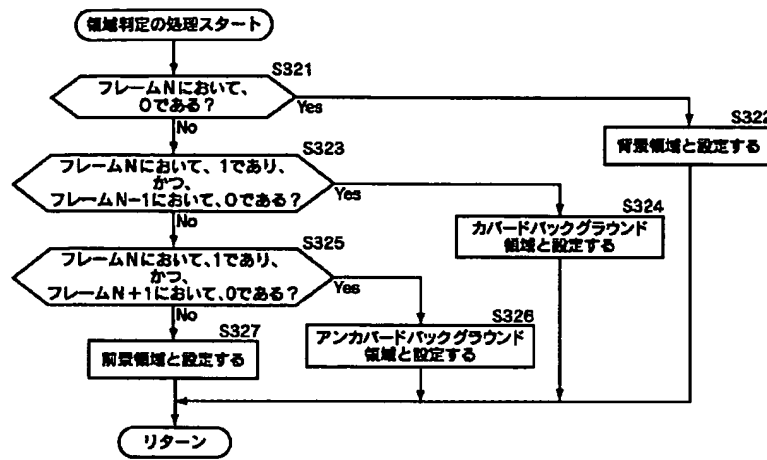 領域判定の処理スタート
S321
フレームNにおいて、
0である?
Yes
No
S322
背景領域と設定する
S323
フレームNにおいて、1であり、
かつ、
フレームN-1において、0である?
Yes
No
S324
カバードバックグラウンド
領域と設定する
S325
フレームNにおいて、1であり、
かつ、
フレームN+1において、0である?
Yes
No
S326
アンカバードバックグラウンド
領域と設定する
S327
前景領域と設定する
リターン